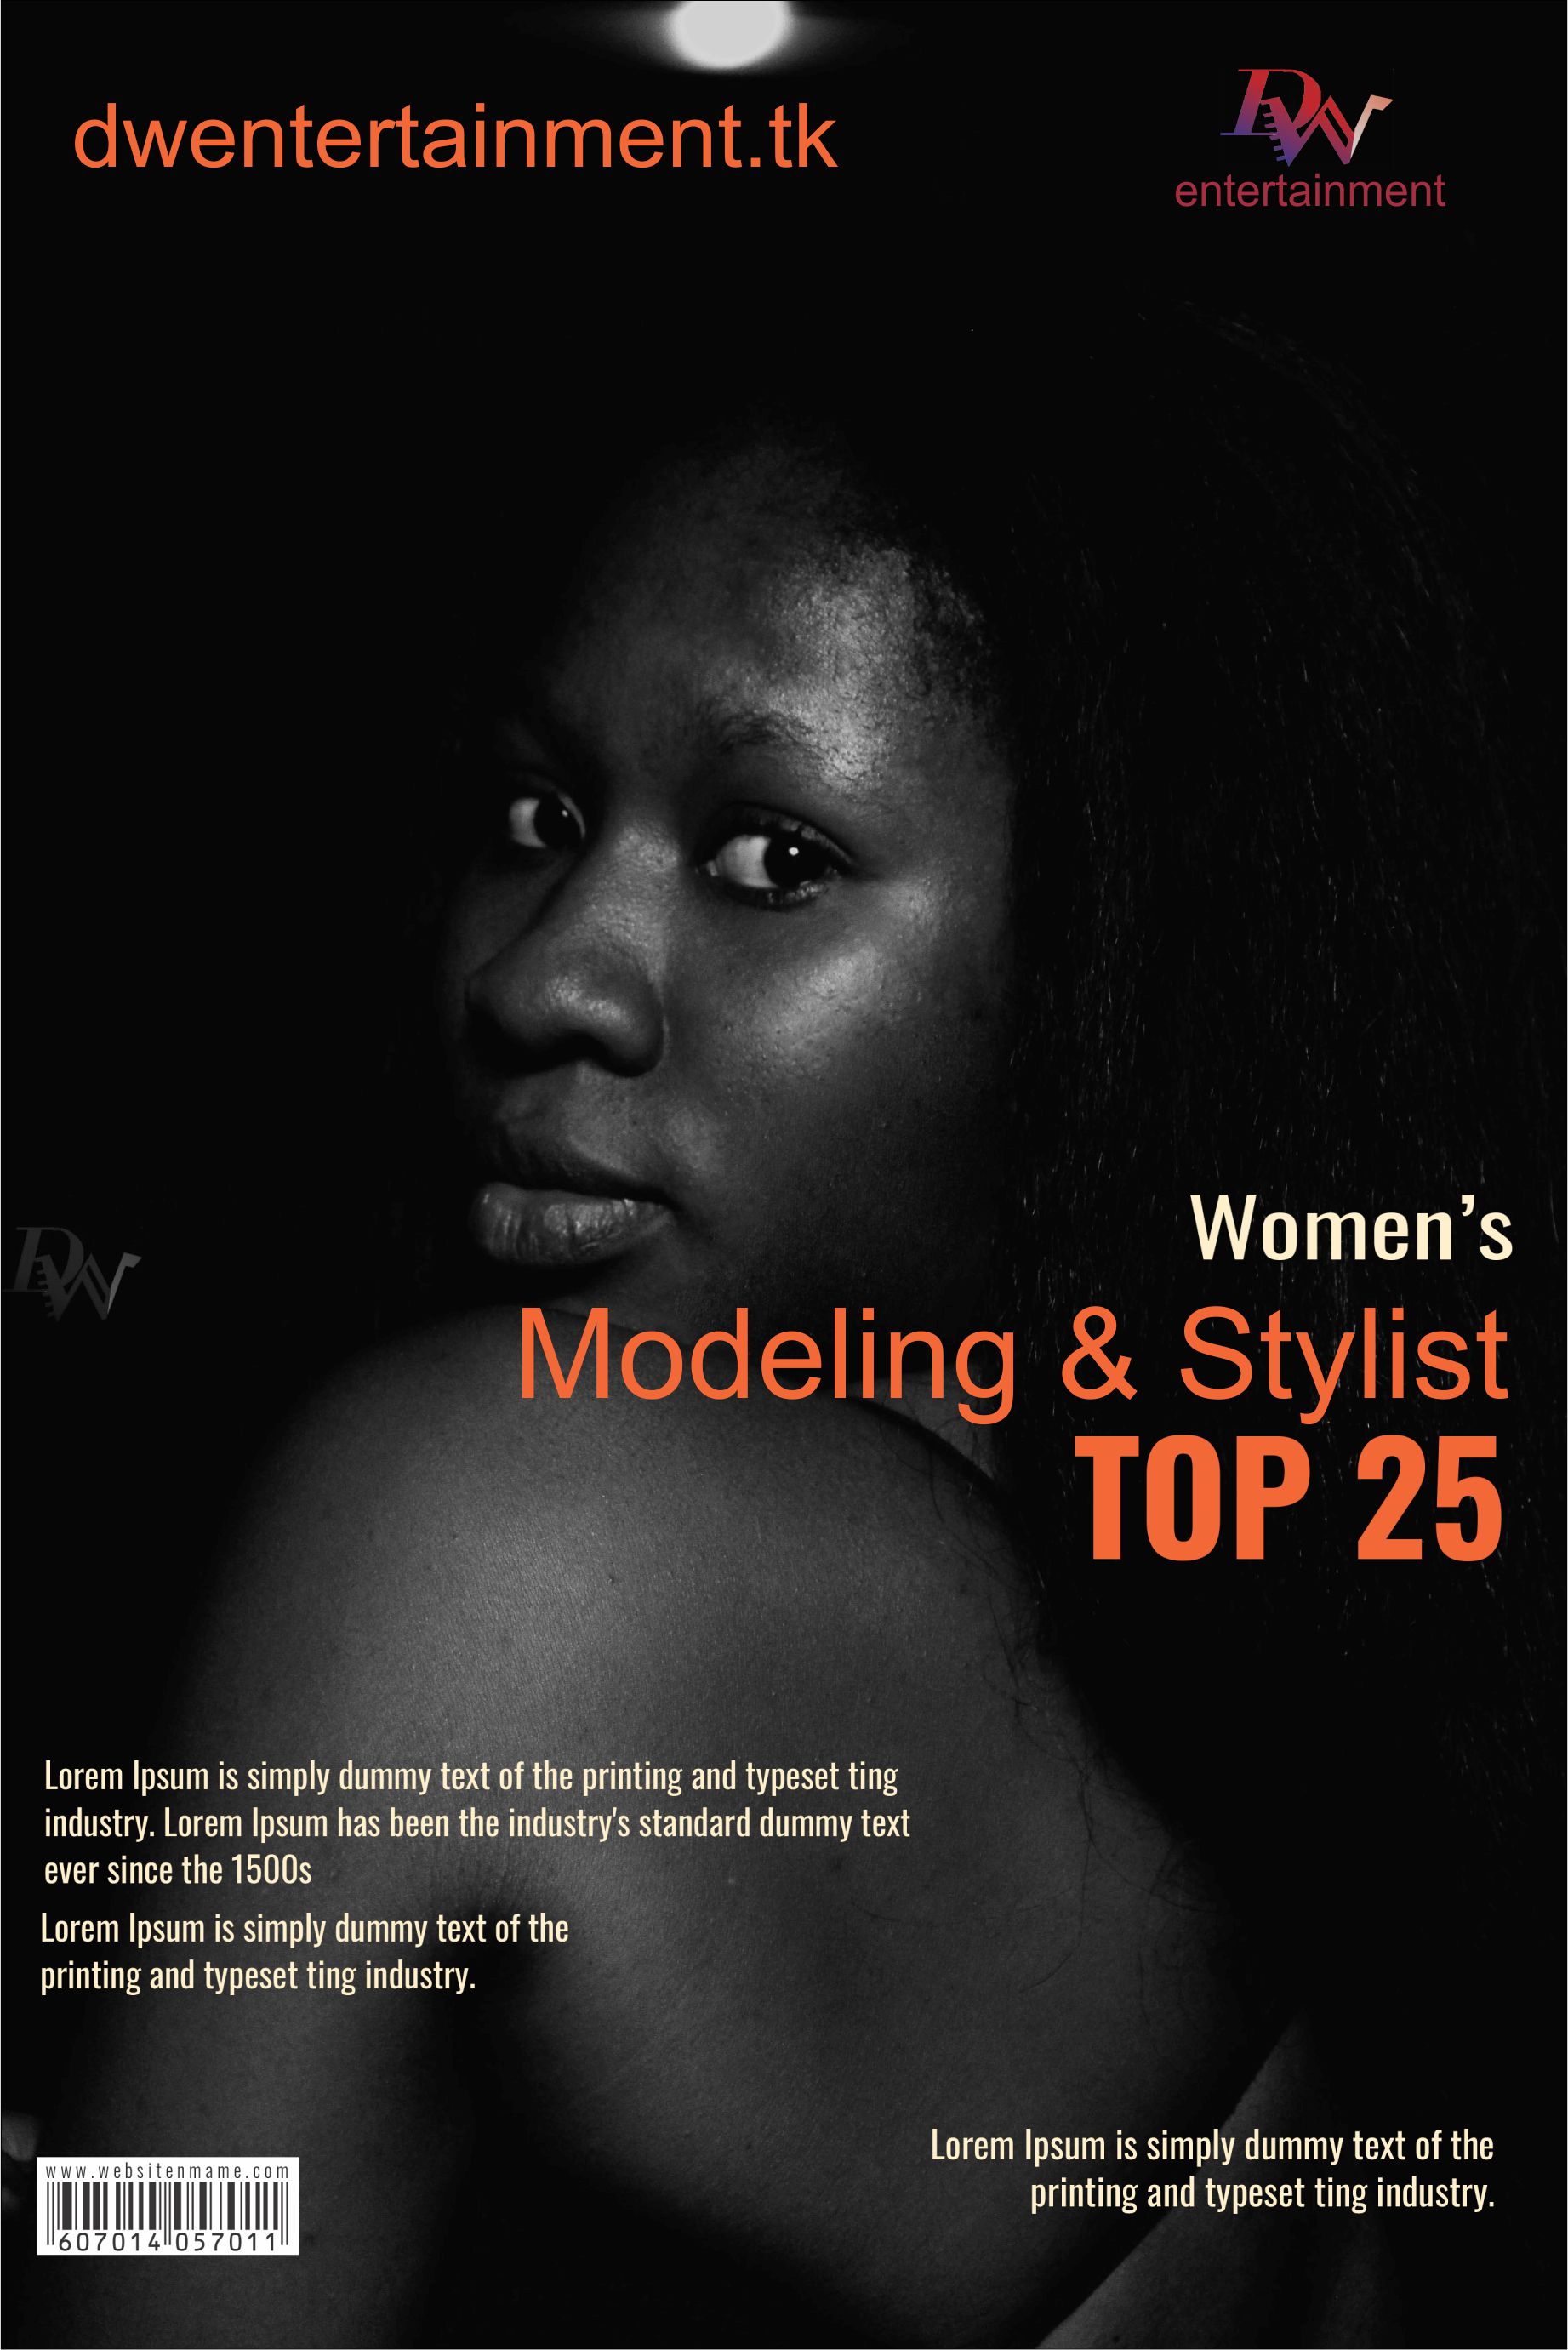 dwentertainment.tk
DW
entertainment
Women’s
DW
Modeling & Stylist
TOP 25
Lorem Ipsum is simply dummy text of the printing and typeset ting
industry. Lorem Ipsum has been the industry's standard dummy text
ever since the 1500s
Lorem Ipsum is simply dummy text of the
printing and typeset ting industry.
Lorem Ipsum is simply dummy text of the
printing and typeset ting industry.
www.websitenmame.com
607014 057011